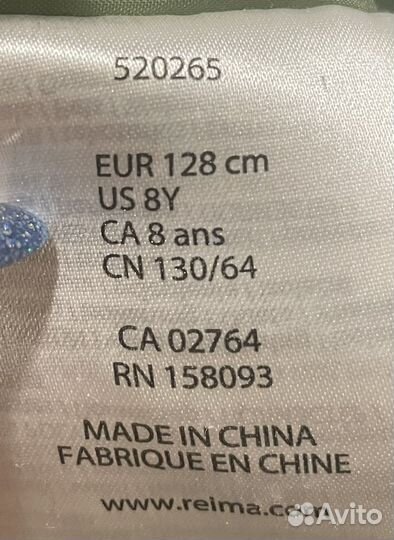 520265
EUR 128 cm
US 8Y
CA 8 ans
CN 130/64
CA 02764
RN 158093
MADE IN CHINA
FABRIQUE EN CHINE
www.reima.com
Avito